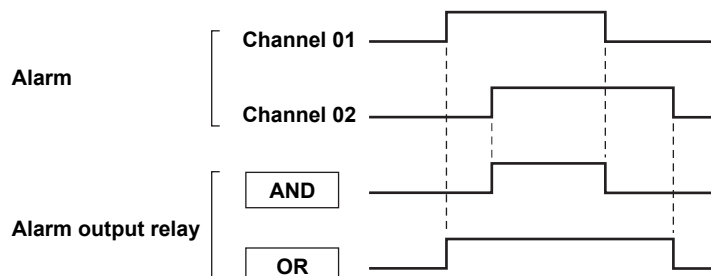 Alarm
Channel 01
Channel 02
Alarm output relay
AND
OR